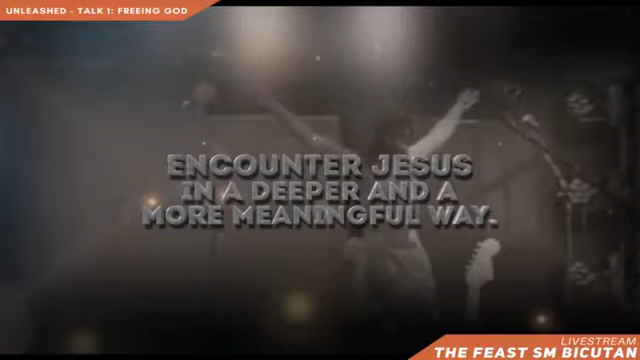 UNLEASHED - TALK 1: FREEING GOD
ENCOUNTER JESUS
IN A DEEPER AND A
MORE MEANINGFUL WAY.
LIVESTREAM
THE FEAST SM BICUTAN